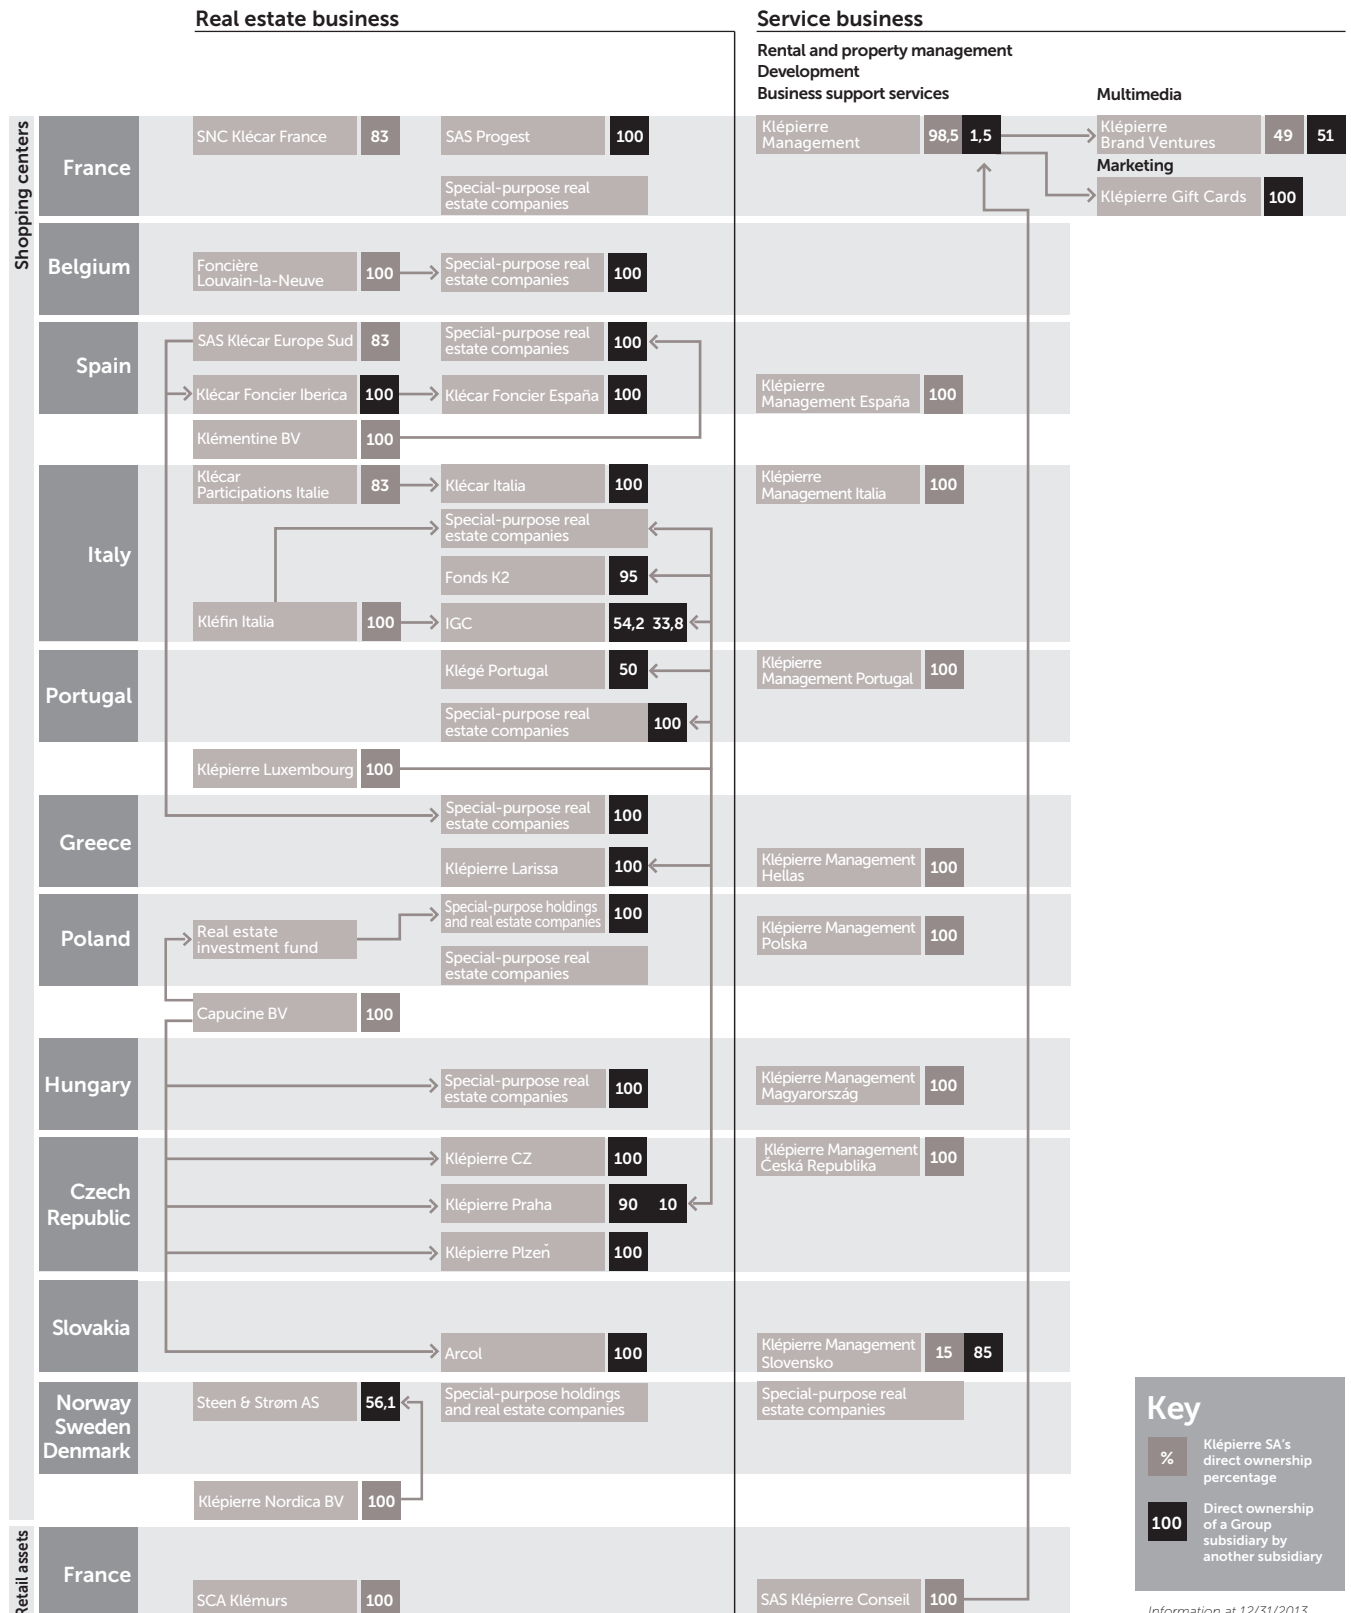 Real estate business
Service business
Rental and property management
Development
Business support services
Multimedia
Shopping centers
France
SNC Klécar France
83
SAS Progest
100
Special-purpose real
estate companies
Klépierre
Management
98,5
1,5
Klépierre
Brand Ventures
49
51
Marketing
Klépierre Gift Cards
100
Belgium
Foncière
Louvain-la-Neuve
100
Special-purpose real
estate companies
100
Spain
SAS Klécar Europe Sud
83
Special-purpose real
estate companies
100
Klécar Foncier Iberica
100
Klécar Foncier España
100
Klépierre
Management España
100
Klémentine BV
100
Italy
Klécar
Participations Italie
83
Klécar Italia
100
Klépierre
Management Italia
100
Special-purpose real
estate companies
Fonds K2
95
Kléfin Italia
100
IGC
54,2
33,8
Portugal
Klégé Portugal
50
Klépierre
Management Portugal
100
Special-purpose real
estate companies
100
Klépierre Luxembourg
100
Greece
Special-purpose real
estate companies
100
Klépierre Larissa
100
Klépierre Management
Hellas
100
Poland
Real estate
investment fund
Special-purpose holdings
and real estate companies
100
Special-purpose real
estate companies
Klépierre Management
Polska
100
Capucine BV
100
Hungary
Special-purpose real
estate companies
100
Klépierre Management
Magyarország
100
Czech
Republic
Klépierre CZ
100
Klépierre Management
Česká Republika
100
Klépierre Praha
90
10
Klépierre Plzeň
100
Slovakia
Arcol
100
Klépierre Management
Slovensko
15
85
Norway
Sweden
Denmark
Steen & Strøm AS
56,1
Special-purpose holdings
and real estate companies
Special-purpose real
estate companies
Klépierre Nordica BV
100
Retail assets
France
SCA Klémurs
100
SAS Klépierre Conseil
100
Key
%
Klépierre SA's
direct ownership
percentage
100
Direct ownership
of a Group
subsidiary by
another subsidiary
Information at 12/31/2013